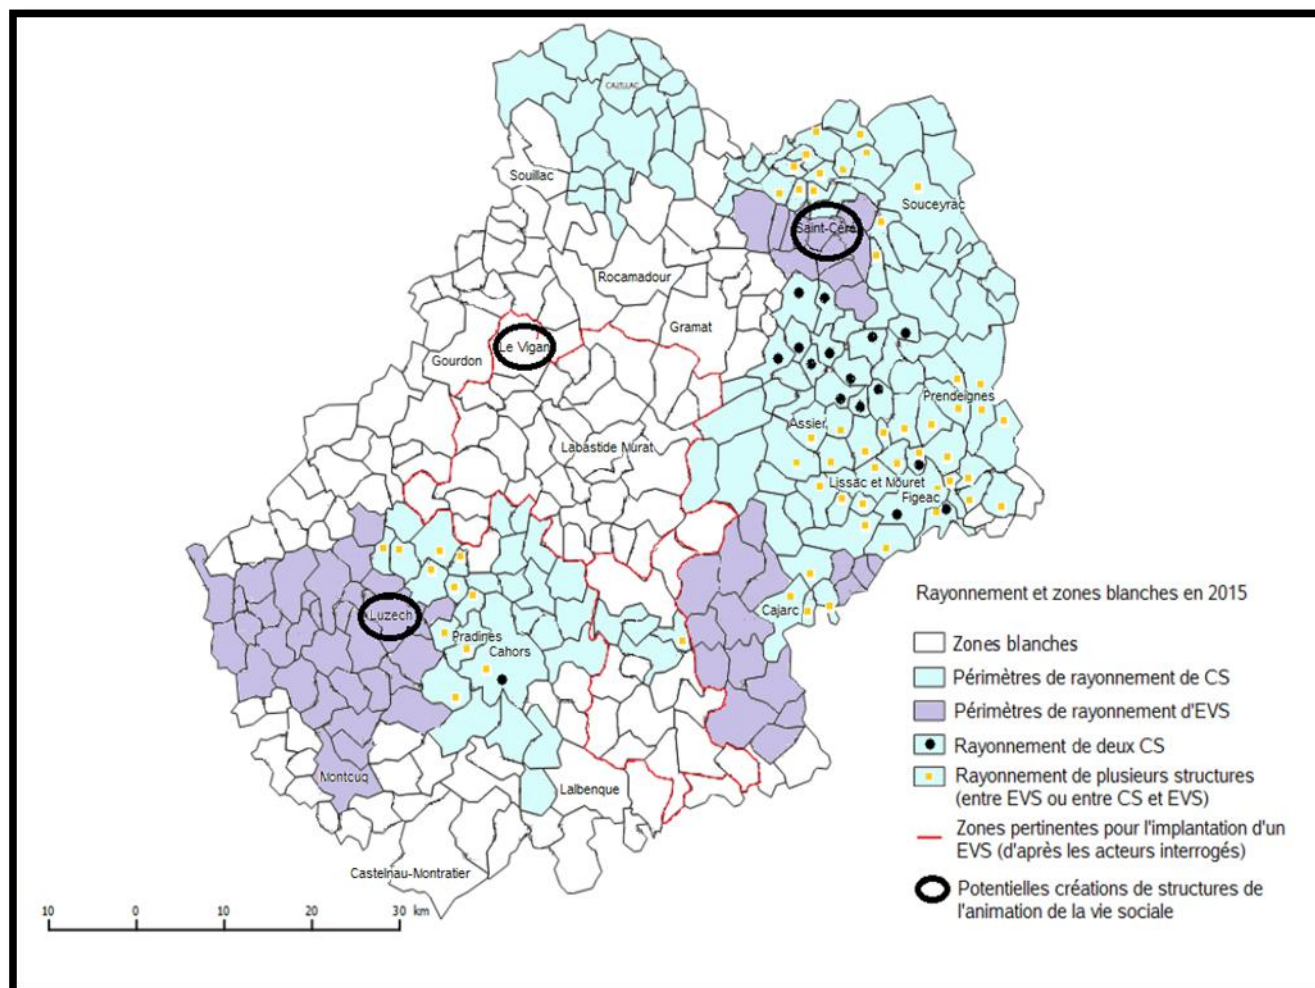 CAZILLAC
Souillac
Souceyrac
Saint-Céré
Rocamadour
Gramat
Le Vigan
Gourdon
Prendeignes
Assier
Labastide Nurat
Lissac et Mouret
Figeac
Cajarc
Luzech
Pradines
Cahors
Montcuq
Lalbenque
Castelnau-Montratier
Rayonnement et zones blanches en 2015
Zones blanches
Périmètres de rayonnement de CS
Périmètres de rayonnement d'EVS
Rayonnement de deux CS
Rayonnement de plusieurs structures
(entre EVS ou entre CS et EVS)
Zones pertinentes pour l'implantation d'un
EVS (d'après les acteurs interrogés)
Potentielles créations de structures de
l'animation de la vie sociale
10 0 10 20 30 km